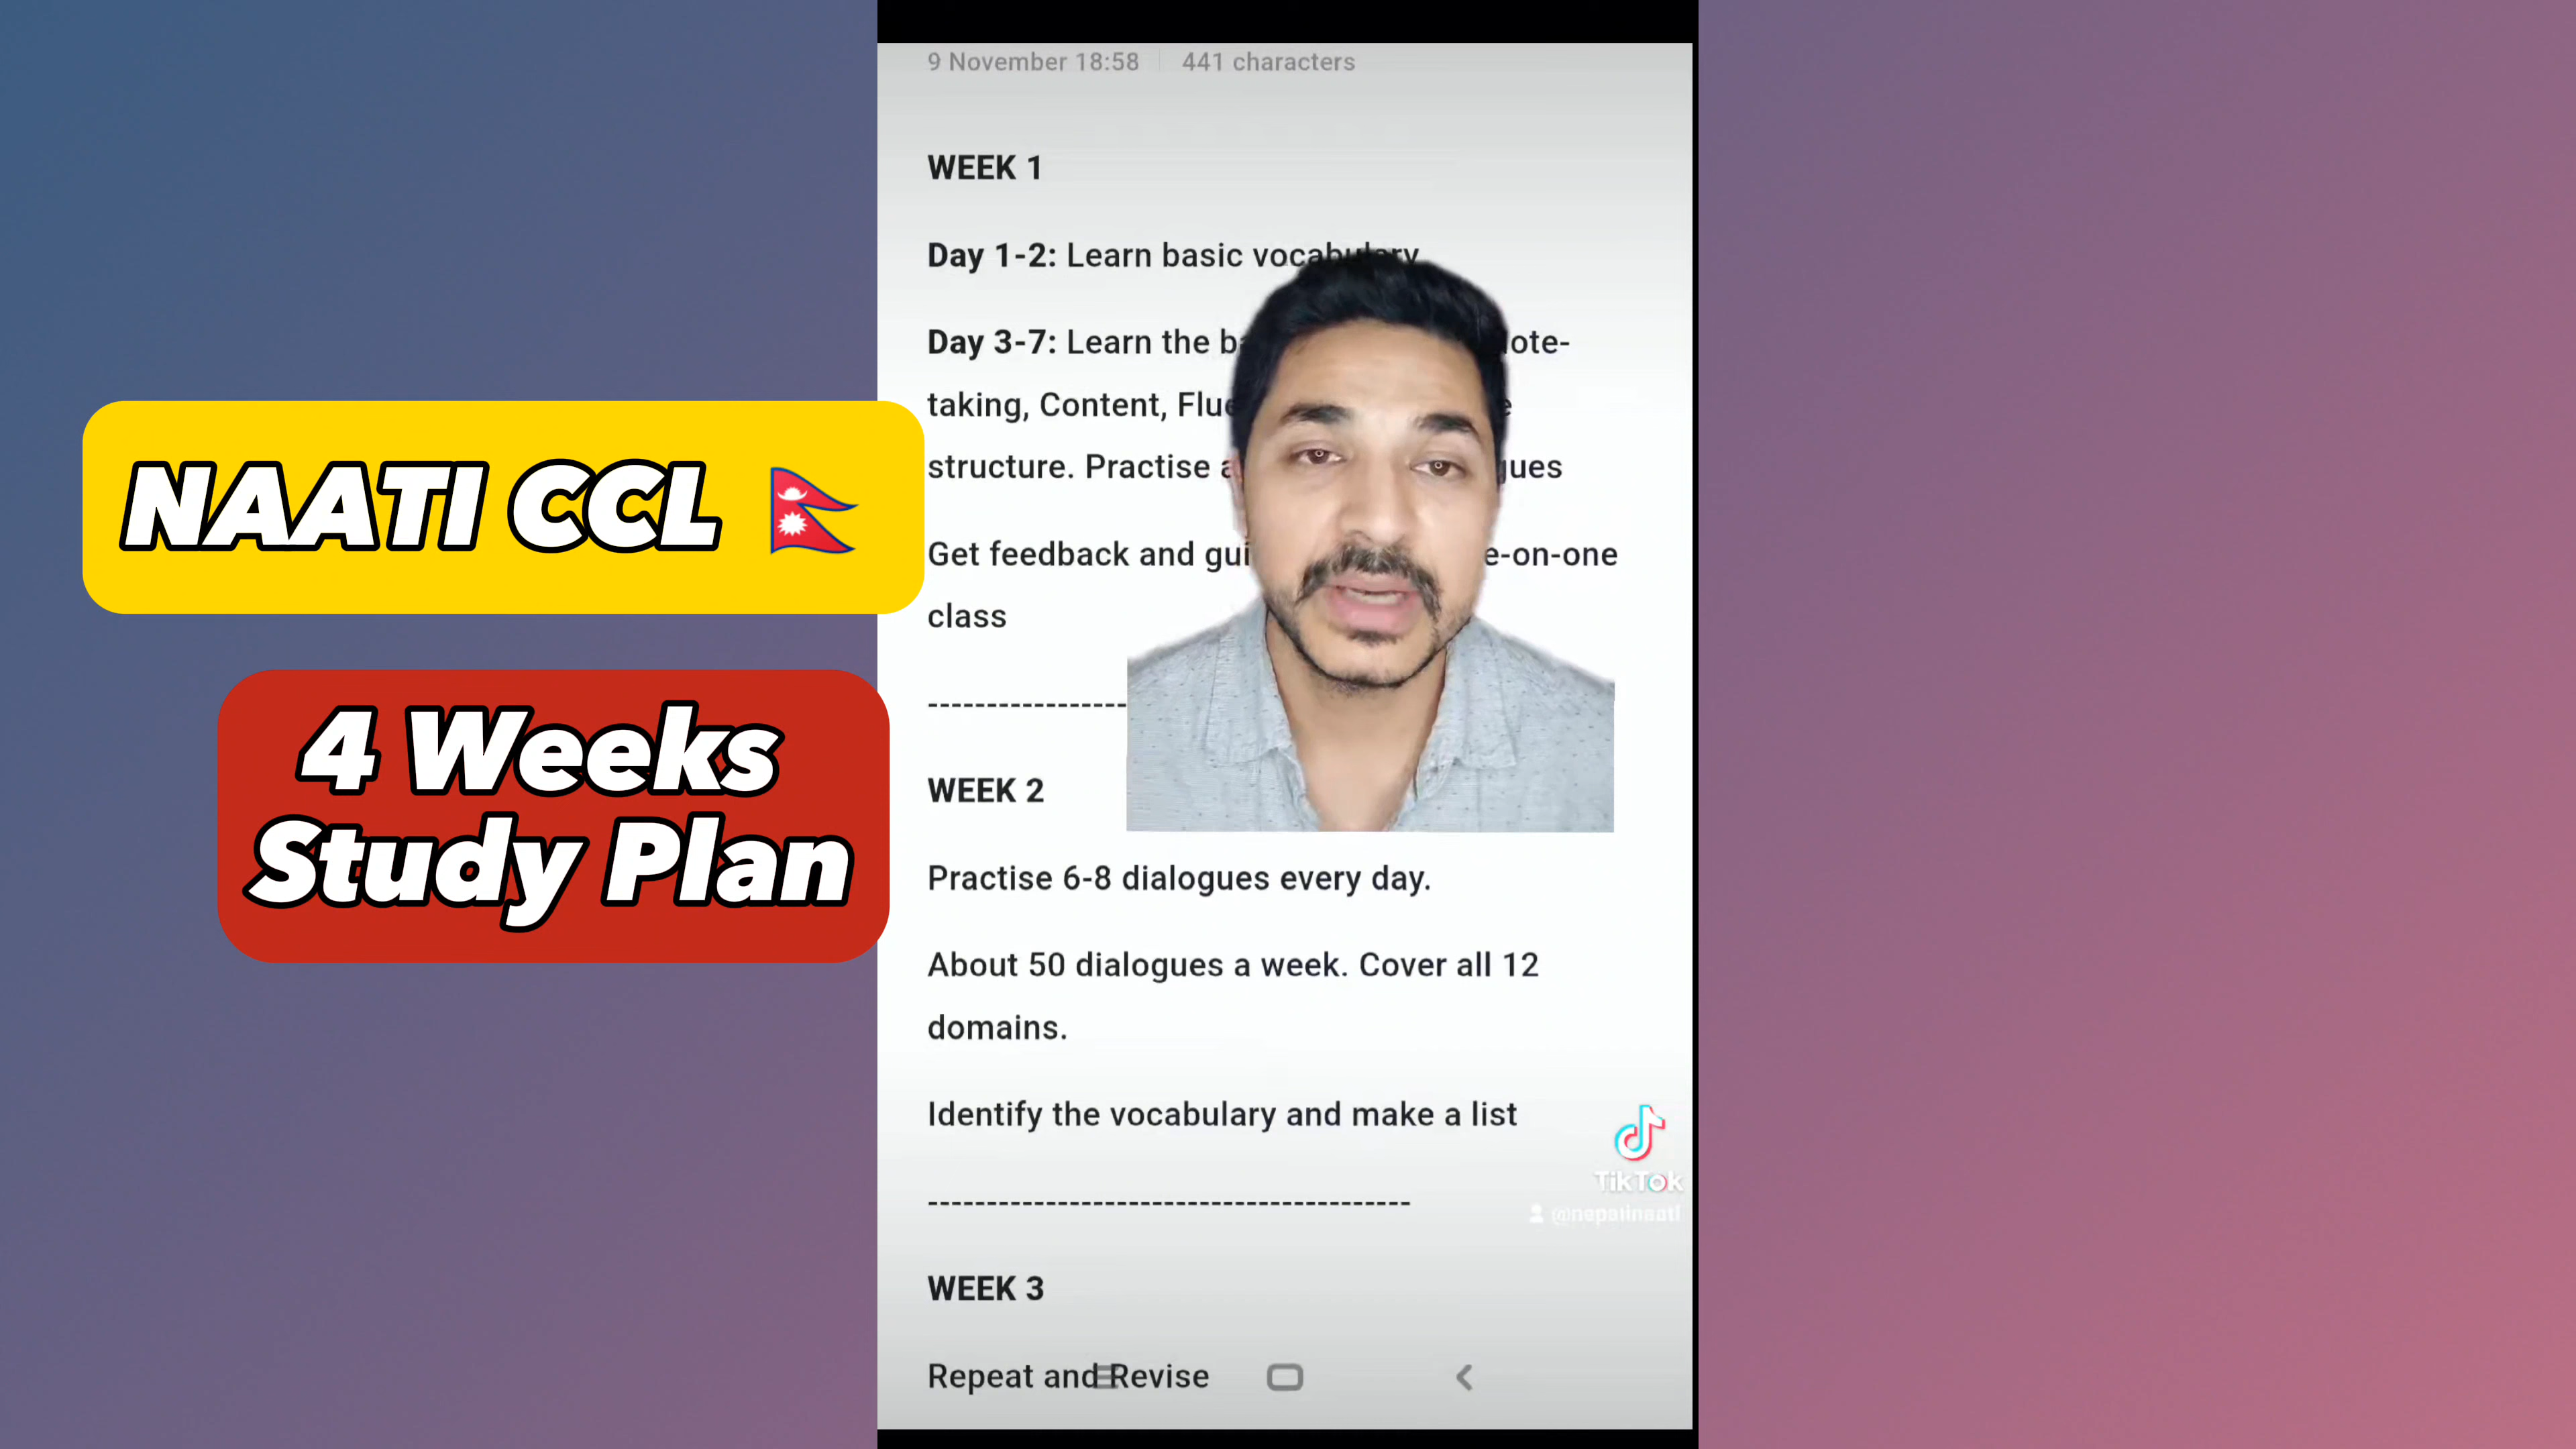 NAATI CCL
4 Weeks
Study Plan
9 November 18:58 441 characters
WEEK 1
Day 1-2: Learn basic vocabulary
Day 3-7: Learn the
taking, Content,
structure. Practise
Get feedback and e-on-one
class
-----------------
WEEK 2
Practise 6-8 dialogues every day.
About 50 dialogues a week. Cover all 12
domains.
Identify the vocabulary and make a list
-----------------------------------------
TikTok
@nepalinaati
WEEK 3
Repeat and Revise